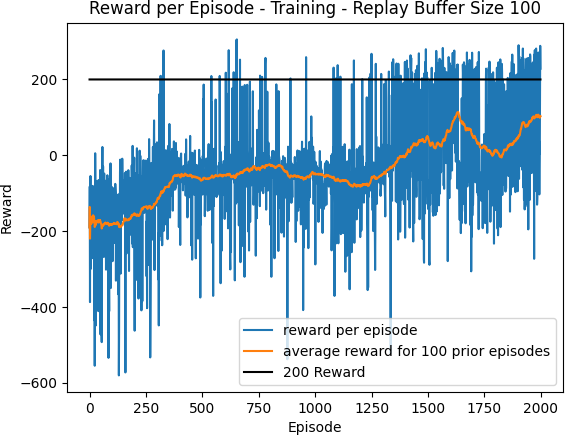 Reward per Episode - Training - Replay Buffer Size 100
Reward
200
0
−200
−400
−600
reward per episode
average reward for 100 prior episodes
200 Reward
0
250
500
750
1000
1250
1500
1750
2000
Episode